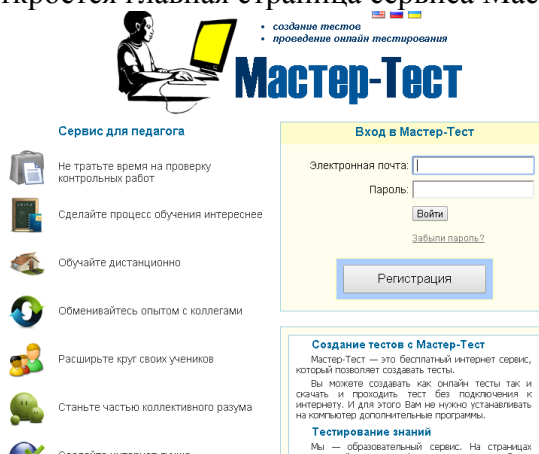 главная страница сервиса
создание тестов
проведение онлайн тестирования
Мастер-Тест
Сервис для педагога
Не тратьте время на проверку
контрольных работ
Сделайте процесс обучения интереснее
Обучайте дистанционно
Обменивайтесь опытом с коллегами
Расширьте круг своих учеников
Станьте частью коллективного разума
Вход в Мастер-Тест
Электронная почта:
Пароль:
Войти
Забыли пароль?
Регистрация
Создание тестов с Мастер-Тест
Мастер-Тест — это бесплатный интернет сервис,
который позволяет создавать тесты.
Вы можете создавать как онлайн тесты так и
скачать и проходить тест без подключения к
интернету. И для этого Вам не нужно устанавливать
на компьютер дополнительные программы.
Тестирование знаний
Мы — образовательный сервис. На страницах